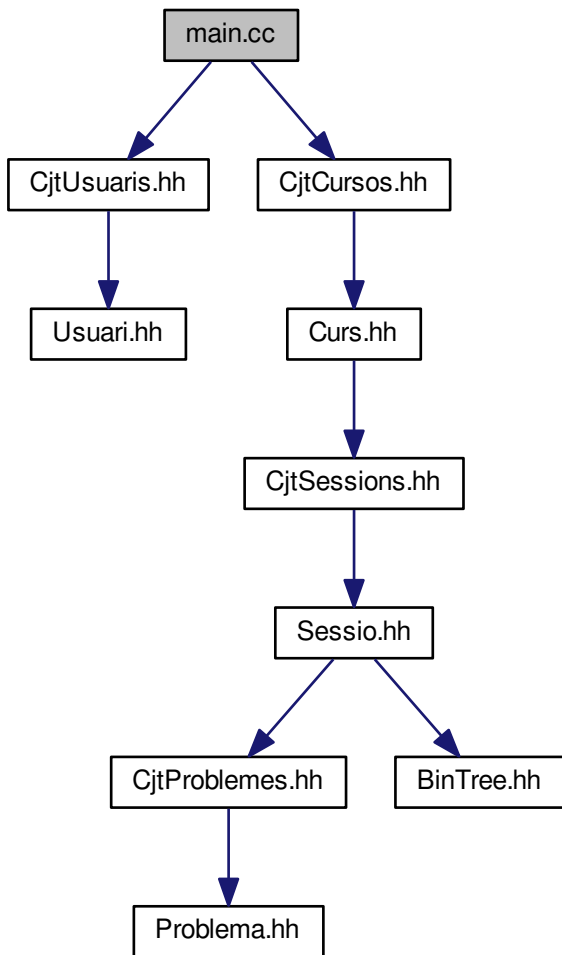 main.cc
CjtUsuaris.hh
CjtCursos.hh
Usuari.hh
Curs.hh
CjtSessions.hh
Sessio.hh
CjtProblemes.hh
BinTree.hh
Problema.hh